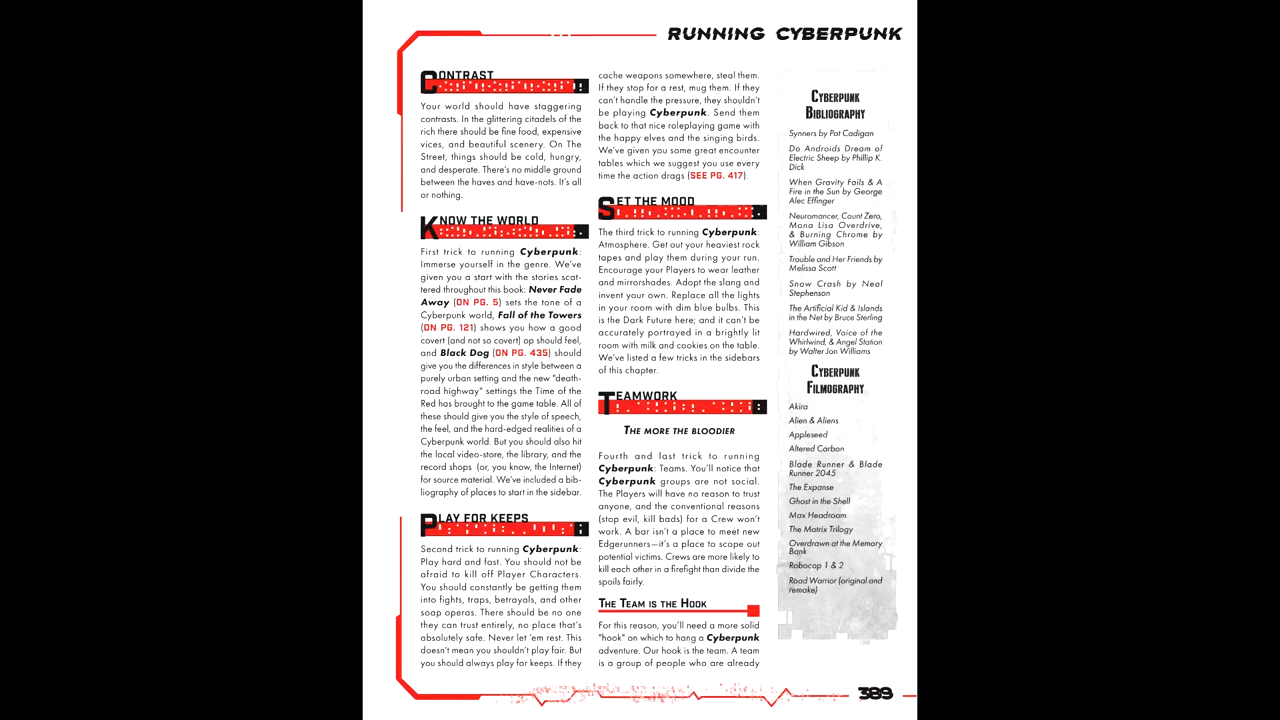 RUNNING CYBERPUNK
CONTRAST
Your world should have staggering
contrasts. In the glittering citadels of the
rich there should be fine food, expensive
vices, and beautiful scenery. On The
Street, things should be cold, hungry,
and desperate. There's no middle ground
between the haves and have-nots. It's all
or nothing.
KNOW THE WORLD
First trick to running Cyberpunk:
Immerse yourself in the genre. We've
given you a start with the stories scat-
tered throughout this book: Never Fade
Away (ON PG. 5) sets the tone of a
Cyberpunk world, Fall of the Towers
(ON PG. 121) shows you how a good
covert (and not so covert) op should feel,
and Black Dog (ON PG. 435) should
give you the differences in style between a
purely urban setting and the new "death-
road highway" settings the Time of the
Red has brought to the game table. All of
these should give you the style of speech,
the feel, and the hard-edged realities of a
Cyberpunk world. But you should also hit
the local video-store, the library, and the
record shops (or, you know, the Internet)
for source material. We've included a bib-
liography of places to start in the sidebar.
PLAY FOR KEEPS
Second trick to running Cyberpunk:
Play hard and fast. You should not be
afraid to kill off Player Characters.
You should constantly be getting them
into fights, traps, betrayals, and other
soap operas. There should be no one
they can trust entirely, no place that's
absolutely safe. Never let 'em rest. This
doesn't mean you shouldn't play fair. But
you should always play for keeps. If they
cache weapons somewhere, steal them.
If they stop for a rest, mug them. If they
can't handle the pressure, they shouldn't
be playing Cyberpunk. Send them
back to that nice roleplaying game with
the happy elves and the singing birds.
We've given you some great encounter
tables which we suggest you use every
time the action drags (SEE PG. 417).
SET THE MOOD
The third trick to running Cyberpunk:
Atmosphere. Get out your heaviest rock
tapes and play them during your run.
Encourage your Players to wear leather
and mirrorshades. Adopt the slang and
invent your own. Replace all the lights
in your room with dim blue bulbs. This
is the Dark Future here; and it can't be
accurately portrayed in a brightly lit
room with milk and cookies on the table.
We've listed a few tricks in the sidebars
of this chapter.
TEAMWORK
THE MORE THE BLOODIER
Fourth and last trick to running
Cyberpunk: Teams. You'll notice that
Cyberpunk groups are not social.
The Players will have no reason to trust
anyone, and the conventional reasons
(stop evil, kill bads) for a Crew won't
work. A bar isn't a place to meet new
Edgerunners—it's a place to scope out
potential victims. Crews are more likely to
kill each other in a firefight than divide the
spoils fairly.
THE TEAM IS THE HOOK
For this reason, you'll need a more solid
"hook" on which to hang a Cyberpunk
adventure. Our hook is the team. A team
is a group of people who are already
CYBERPUNK
BIBLIOGRAPHY
Synners by Pat Cadigan
Do Androids Dream of
Electric Sheep by Phillip K.
Dick
When Gravity Fails & A
Fire in the Sun by George
Alec Effinger
Neuromancer, Count Zero,
Mona Lisa Overdrive,
& Burning Chrome by
William Gibson
Trouble and Her Friends by
Melissa Scott
Snow Crash by Neal
Stephenson
The Artificial Kid & Islands
in the Net by Bruce Sterling
Hardwired, Voice of the
Whirlwind, & Angel Station
by Walter Jon Williams
CYBERPUNK
FILMOGRAPHY
Akira
Alien & Aliens
Appleseed
Altered Carbon
Blade Runner & Blade
Runner 2045
The Expanse
Ghost in the Shell
Max Headroom
The Matrix Trilogy
Overdrawn at the Memory
Bank
Robocop 1 & 2
Road Warrior (original and
remake)
389